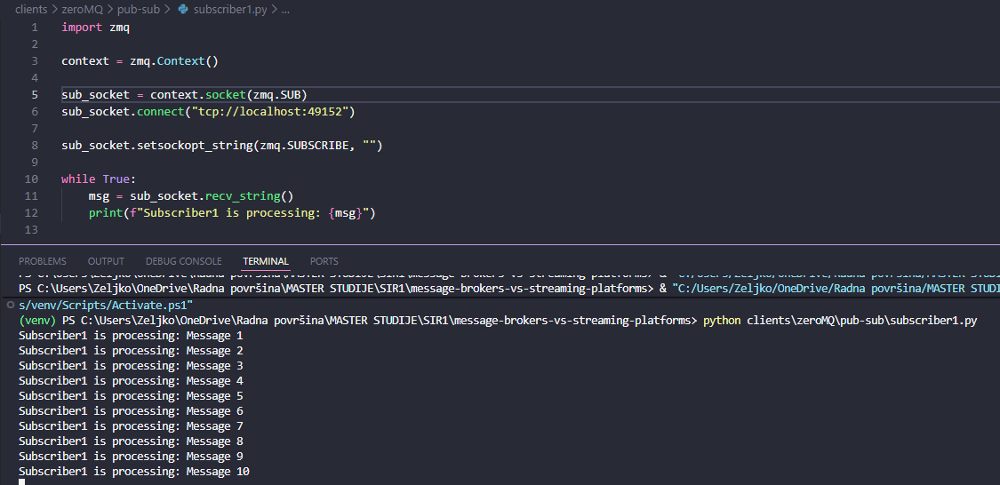 clients > zeroMQ > pub-sub > subscriber1.py > ...
1 import zmq
2
3 context = zmq.Context()
4
5 sub_socket = context.socket(zmq.SUB)
6 sub_socket.connect("tcp://localhost:49152")
7
8 sub_socket.setsockopt_string(zmq.SUBSCRIBE, "")
9
10 while True:
11 msg = sub_socket.recv_string()
12 print(f"Subscriber1 is processing: {msg}")
13
PROBLEMS OUTPUT DEBUG CONSOLE TERMINAL PORTS
PS C:\Users\Zeljko\OneDrive\Radna površina\MASTER STUDIJE\SIR1\message-brokers-vs-streaming-platforms> & "C:/Users/Zeljko/OneDrive/Radna površina/MASTER STUDI
s/venv/Scripts/Activate.ps1"
(venv) PS C:\Users\Zeljko\OneDrive\Radna površina\MASTER STUDIJE\SIR1\message-brokers-vs-streaming-platforms> python clients\zeroMQ\pub-sub\subscriber1.py
Subscriber1 is processing: Message 1
Subscriber1 is processing: Message 2
Subscriber1 is processing: Message 3
Subscriber1 is processing: Message 4
Subscriber1 is processing: Message 5
Subscriber1 is processing: Message 6
Subscriber1 is processing: Message 7
Subscriber1 is processing: Message 8
Subscriber1 is processing: Message 9
Subscriber1 is processing: Message 10